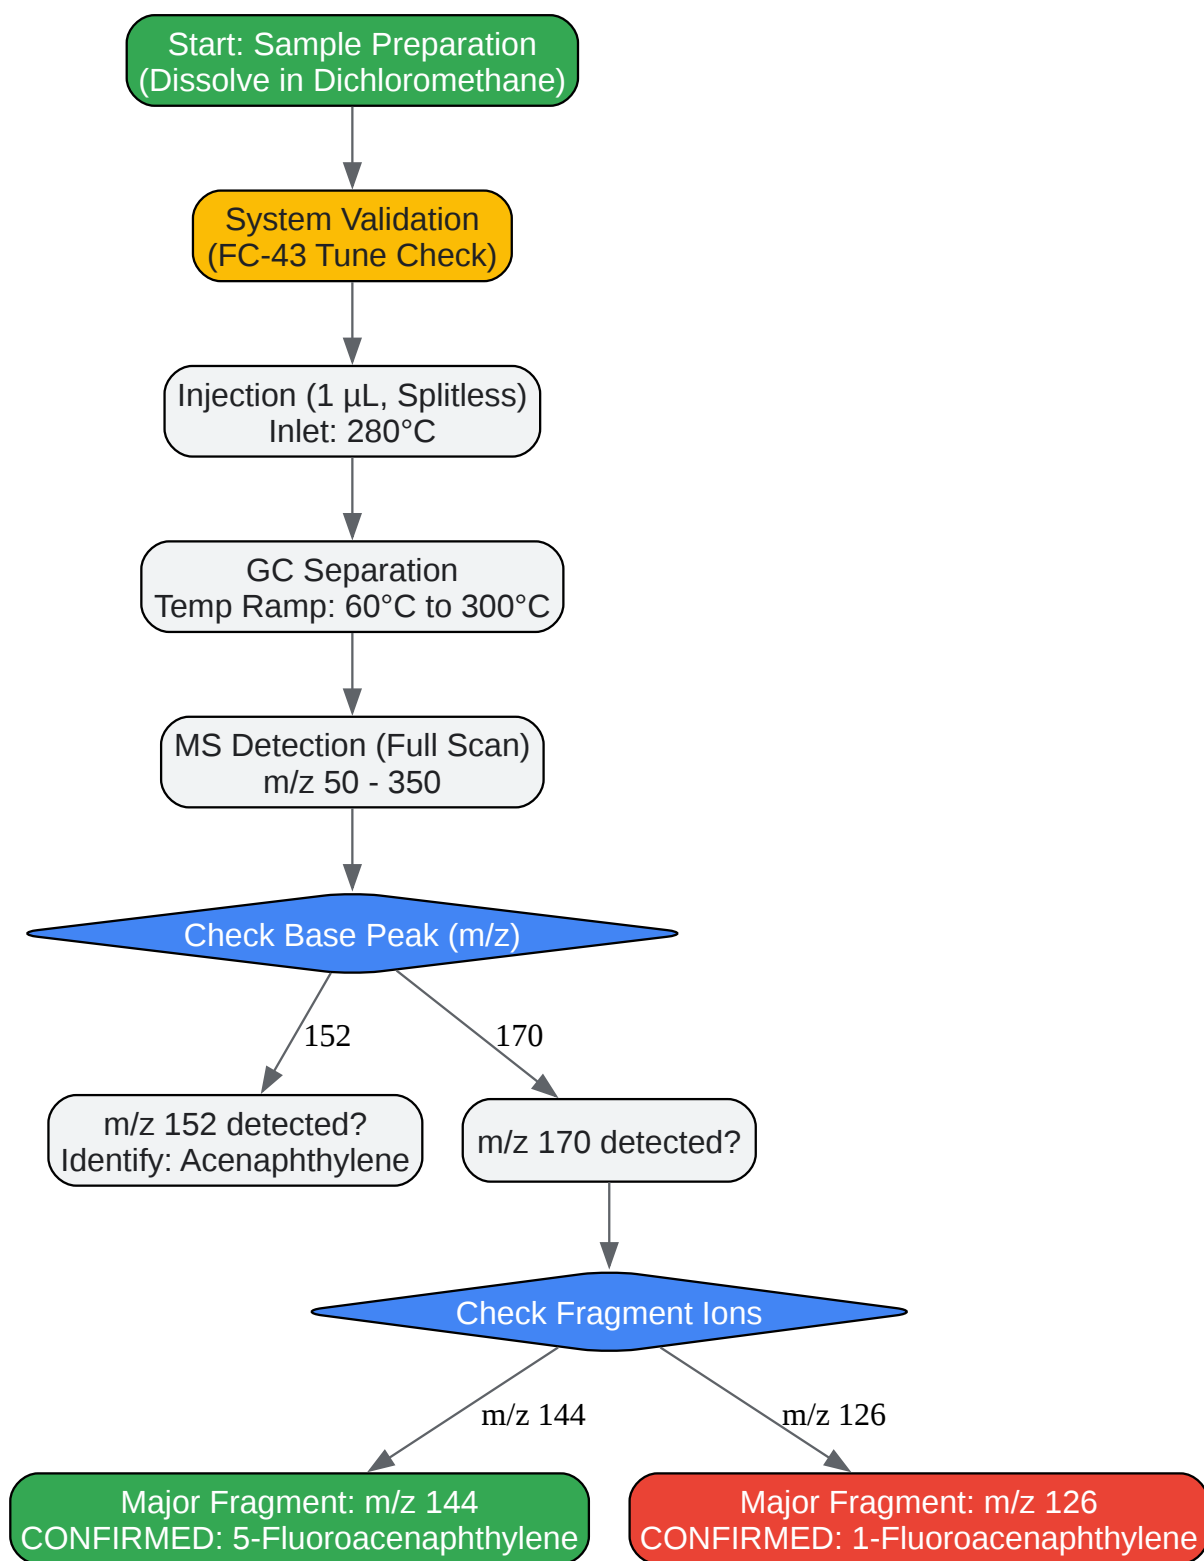 Start: Sample Preparation
(Dissolve in Dichloromethane)
System Validation
(FC-43 Tune Check)
Injection (1 µL, Splitless)
Inlet: 280°C
GC Separation
Temp Ramp: 60°C to 300°C
MS Detection (Full Scan)
m/z 50 - 350
Check Base Peak (m/z)
152
170
m/z 152 detected?
Identify: Acenaphthylene
m/z 170 detected?
Check Fragment Ions
m/z 144
m/z 126
Major Fragment: m/z 144
CONFIRMED: 5-Fluoroacenaphthylene
Major Fragment: m/z 126
CONFIRMED: 1-Fluoroacenaphthylene